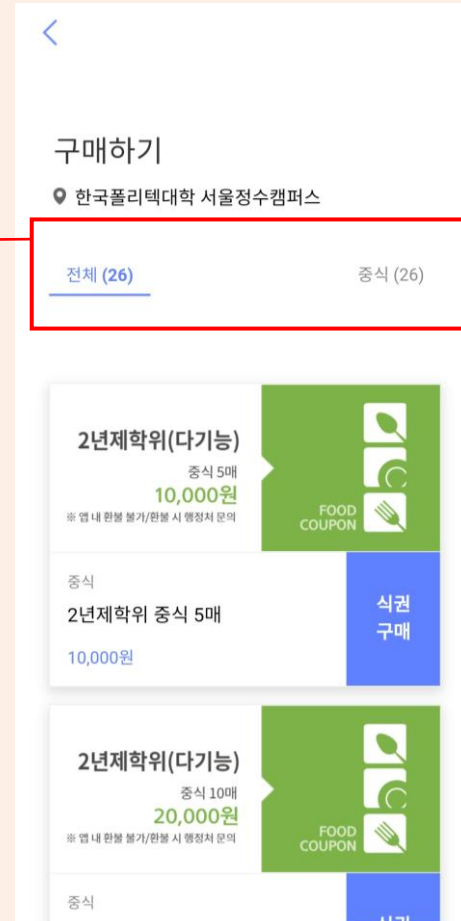 구매하기
한국폴리텍대학 서울정수캠퍼스
전체 (26)
중식 (26)
2년제학위(다기능)
중식 5매
10,000원
※ 앱 내 환불 불가/환불 시 행정처 문의
FOOD
COUPON
중식
2년제학위 중식 5매
10,000원
식권
구매
2년제학위(다기능)
중식 10매
20,000원
※ 앱 내 환불 불가/환불 시 행정처 문의
FOOD
COUPON
중식
식권